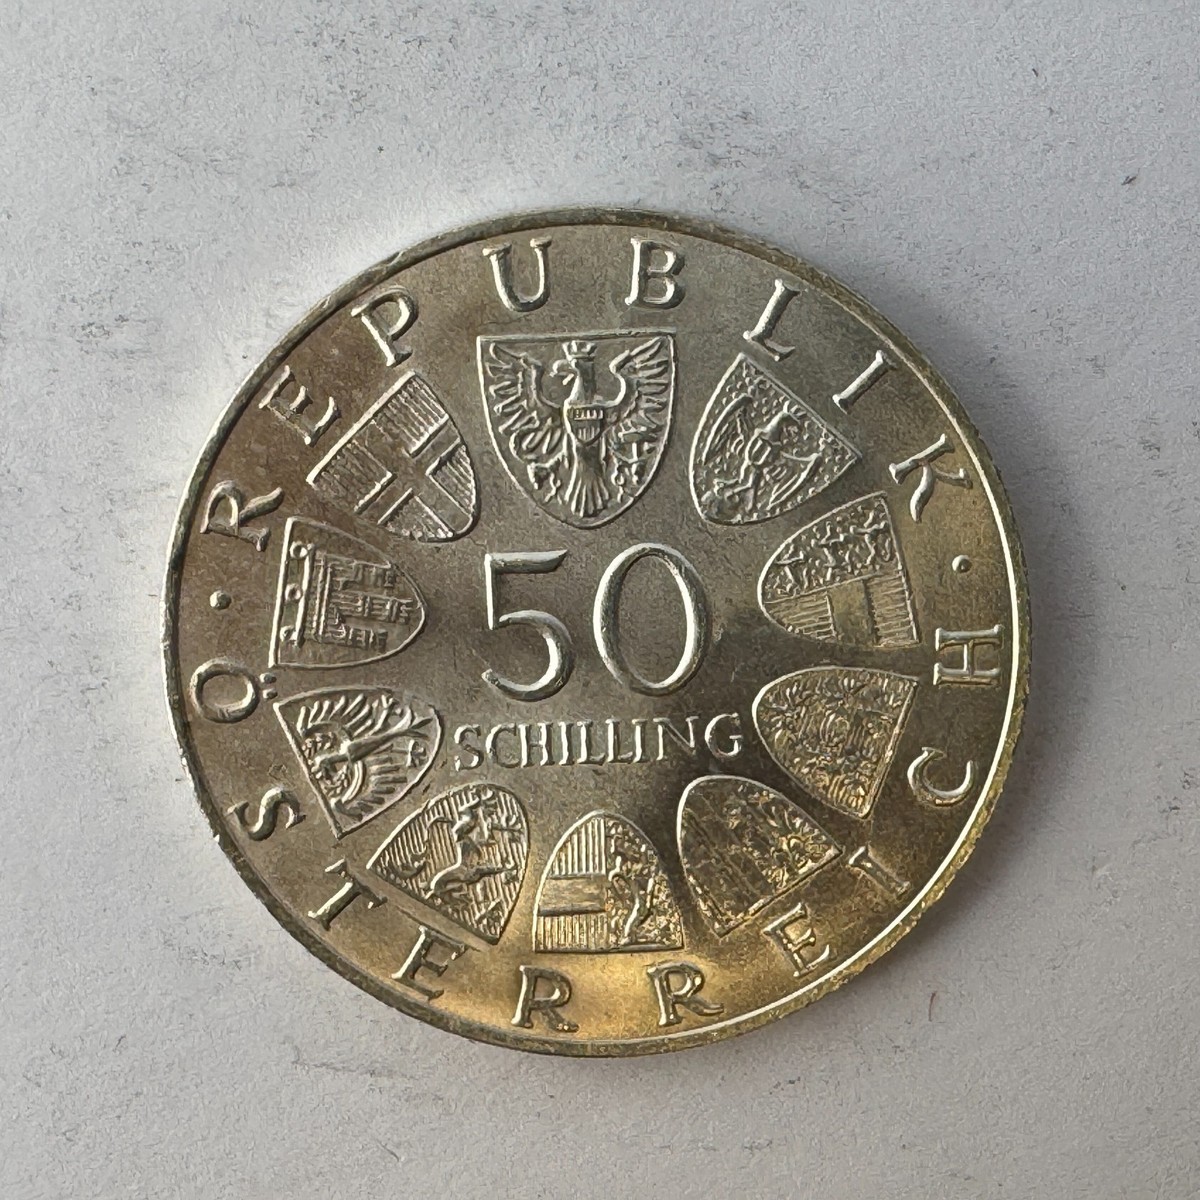 REPUBLIK · ÖSTERREICH ·
50
SCHILLING